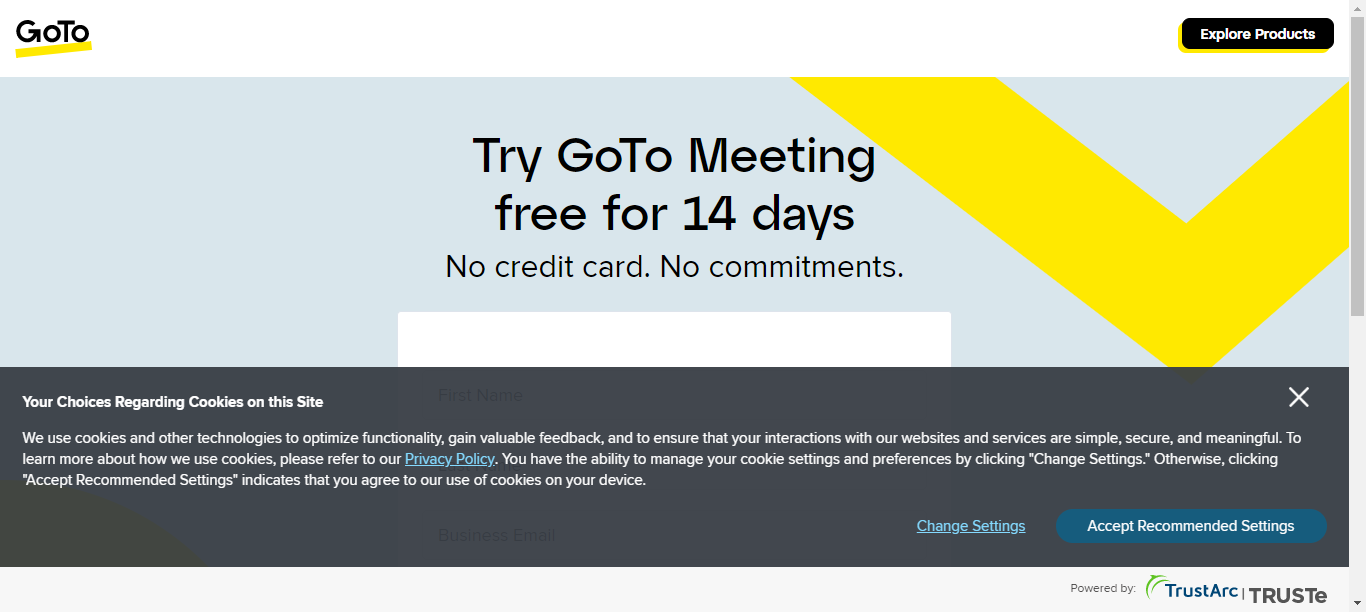 GoTo
Explore Products
Try GoTo Meeting
free for 14 days
No credit card. No commitments.
First Name
Your Choices Regarding Cookies on this Site
We use cookies and other technologies to optimize functionality, gain valuable feedback, and to ensure that your interactions with our websites and services are simple, secure, and meaningful. To
learn more about how we use cookies, please refer to our Privacy Policy. You have the ability to manage your cookie settings and preferences by clicking "Change Settings." Otherwise, clicking
"Accept Recommended Settings" indicates that you agree to our use of cookies on your device.
Change Settings
Accept Recommended Settings
Business Email
Powered by:
TrustArc | TRUSTe